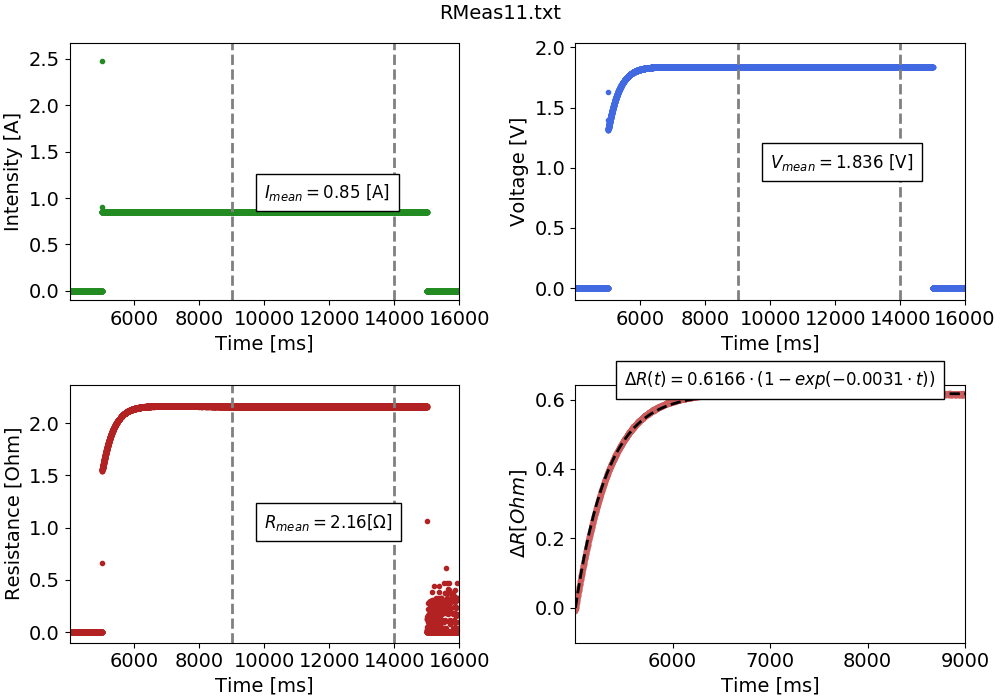 RMeas11.txt
Intensity [A]
2.5
2.0
1.5
1.0
0.5
0.0
I_mean = 0.85 [A]
6000 8000 10000 12000 14000 16000
Time [ms]
Voltage [V]
2.0
1.5
1.0
0.5
0.0
V_mean = 1.836 [V]
6000 8000 10000 12000 14000 16000
Time [ms]
Resistance [Ohm]
2.0
1.5
1.0
0.5
0.0
R_mean = 2.16[Ω]
6000 8000 10000 12000 14000 16000
Time [ms]
ΔR(t) = 0.6166 · (1 − exp(−0.0031 · t))
ΔR[Ohm]
0.6
0.4
0.2
0.0
6000 7000 8000 9000
Time [ms]